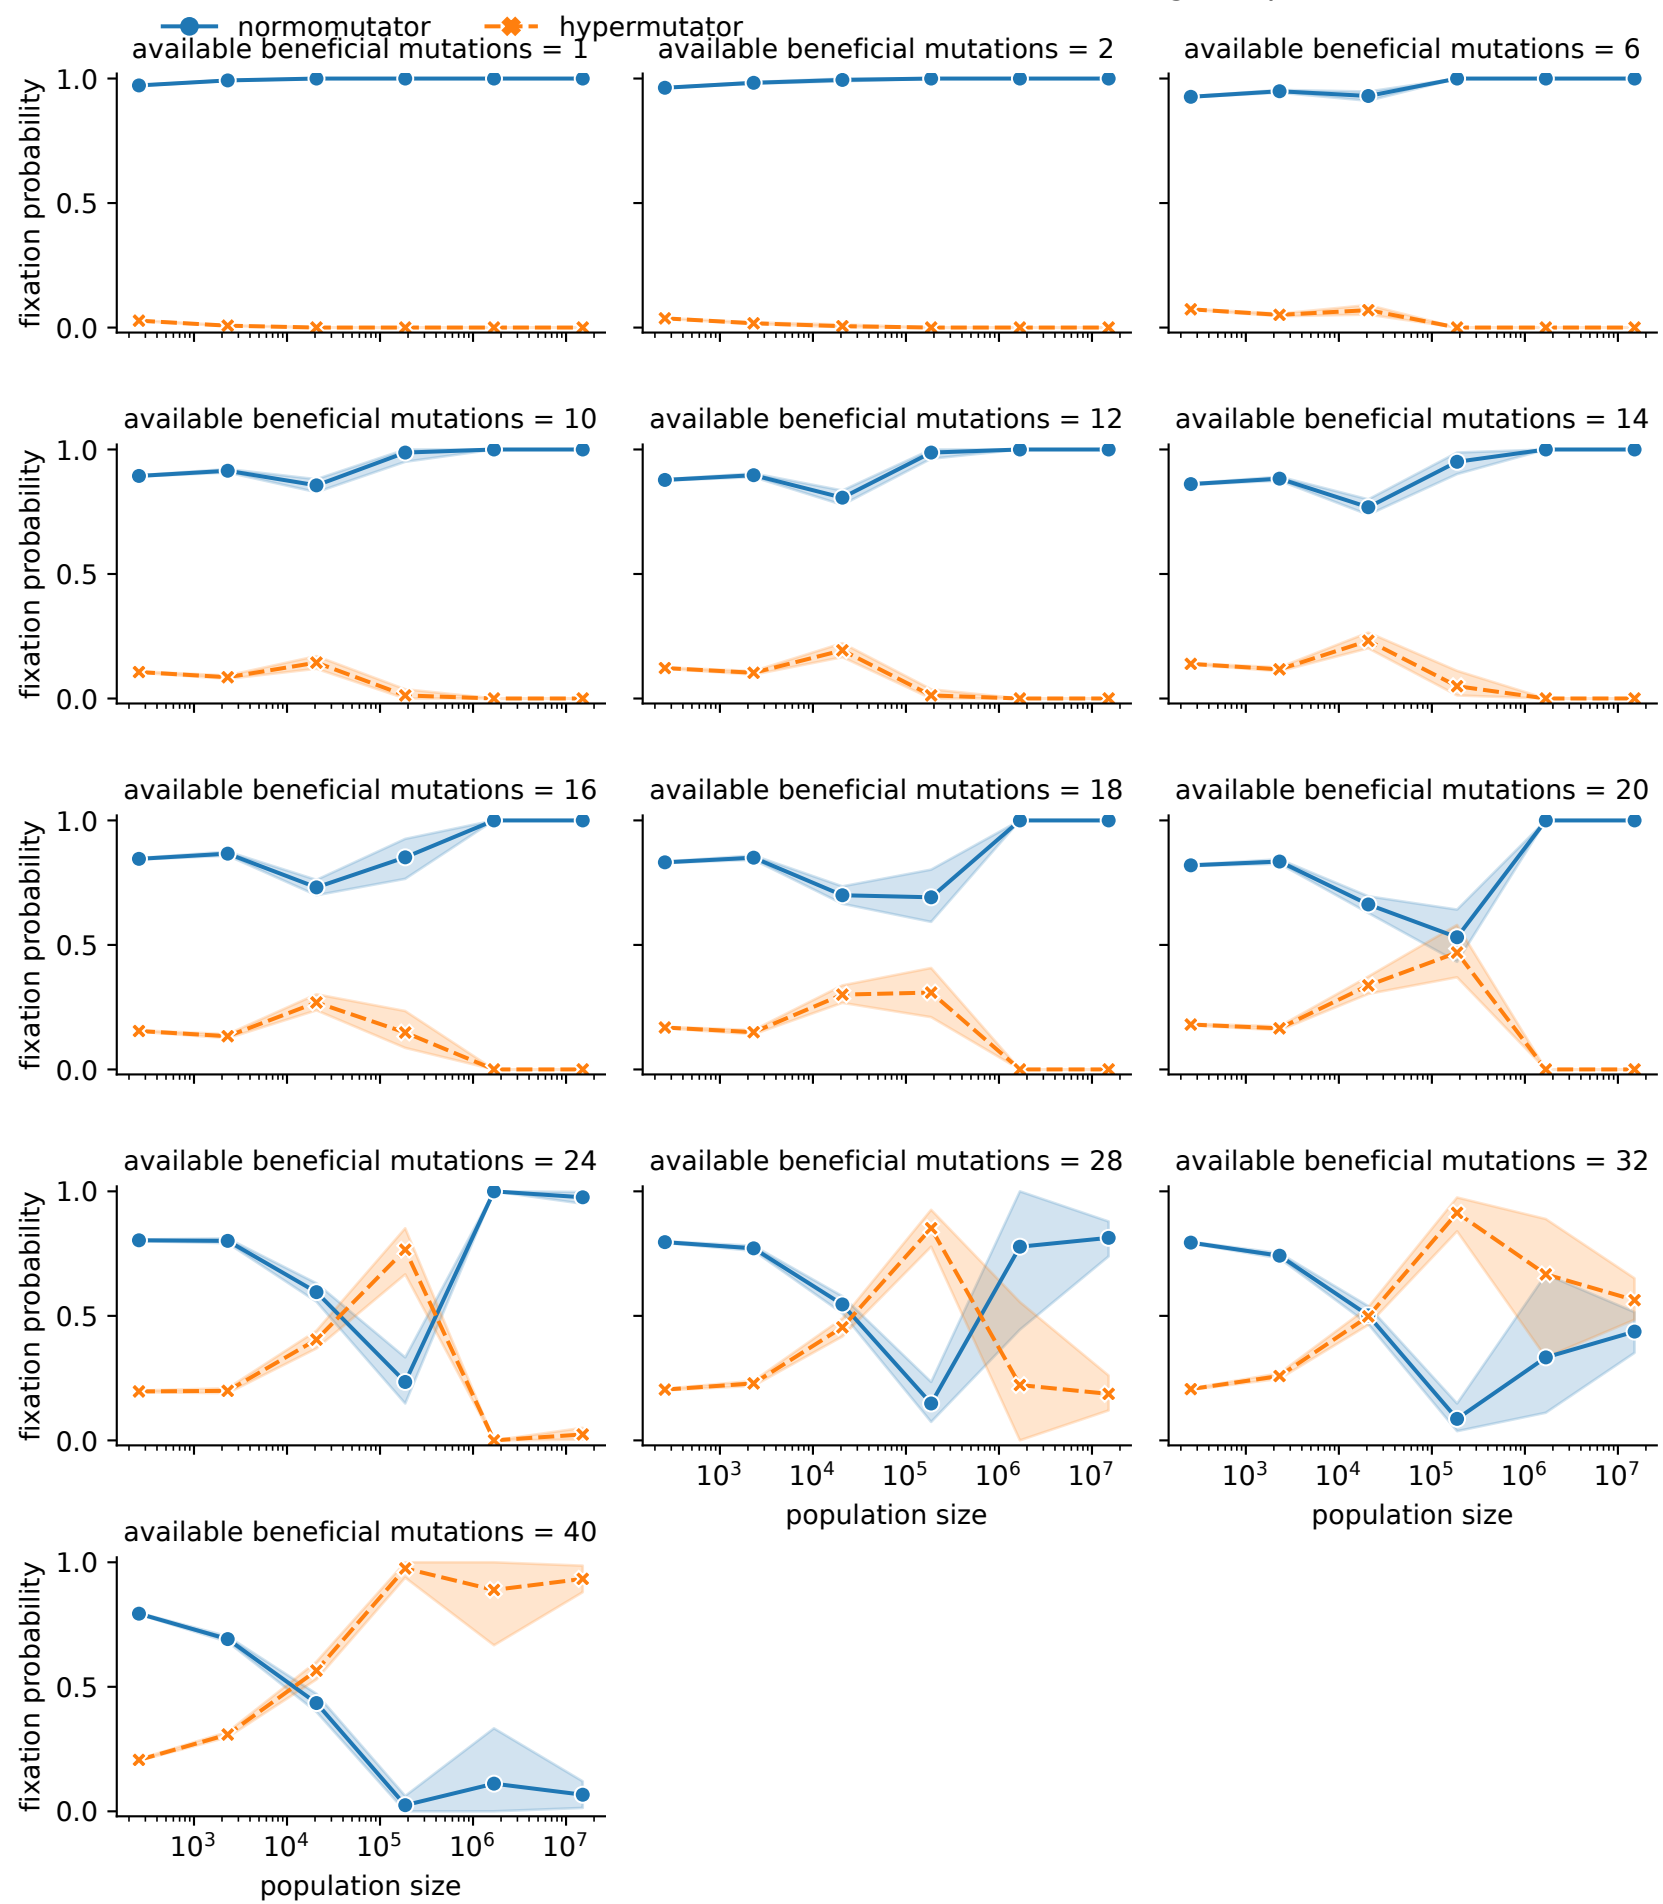 normomutator hypermutator
available beneficial mutations = 1 available beneficial mutations = 2 available beneficial mutations = 6
1.0
0.5
0.0
fixation probability
available beneficial mutations = 10 available beneficial mutations = 12 available beneficial mutations = 14
1.0
0.5
0.0
fixation probability
available beneficial mutations = 16 available beneficial mutations = 18 available beneficial mutations = 20
1.0
0.5
0.0
fixation probability
available beneficial mutations = 24 available beneficial mutations = 28 available beneficial mutations = 32
1.0
0.5
0.0
fixation probability
10³ 10⁴ 10⁵ 10⁶ 10⁷ 10³ 10⁴ 10⁵ 10⁶ 10⁷
population size population size
available beneficial mutations = 40
1.0
0.5
0.0
fixation probability
10³ 10⁴ 10⁵ 10⁶ 10⁷
population size